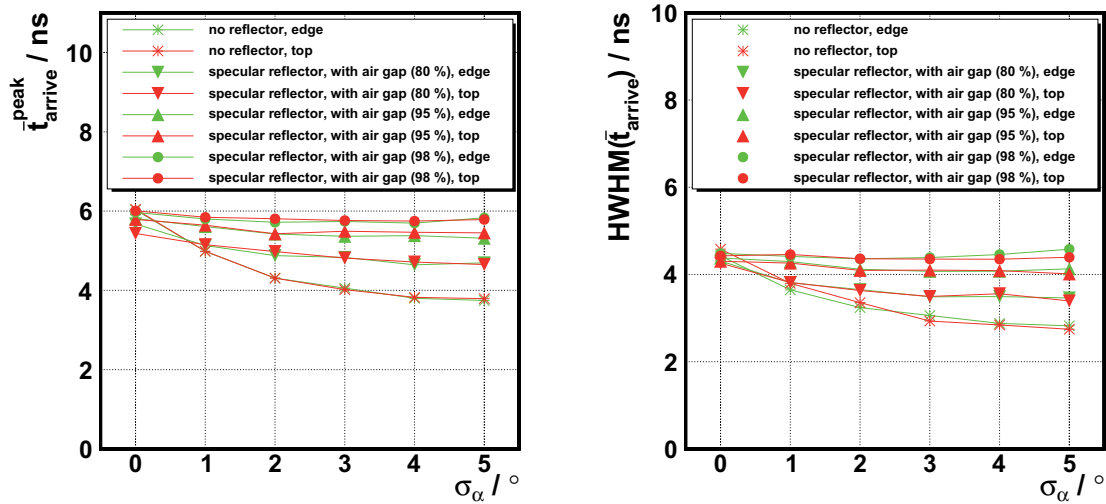 t̄ peak arrive / ns
10
8
6
4
2
0
no reflector, edge
no reflector, top
specular reflector, with air gap (80 %), edge
specular reflector, with air gap (80 %), top
specular reflector, with air gap (95 %), edge
specular reflector, with air gap (95 %), top
specular reflector, with air gap (98 %), edge
specular reflector, with air gap (98 %), top
0 1 2 3 4 5
σα / °
HWHM(t̄arrive) / ns
10
8
6
4
2
0
no reflector, edge
no reflector, top
specular reflector, with air gap (80 %), edge
specular reflector, with air gap (80 %), top
specular reflector, with air gap (95 %), edge
specular reflector, with air gap (95 %), top
specular reflector, with air gap (98 %), edge
specular reflector, with air gap (98 %), top
0 1 2 3 4 5
σα / °